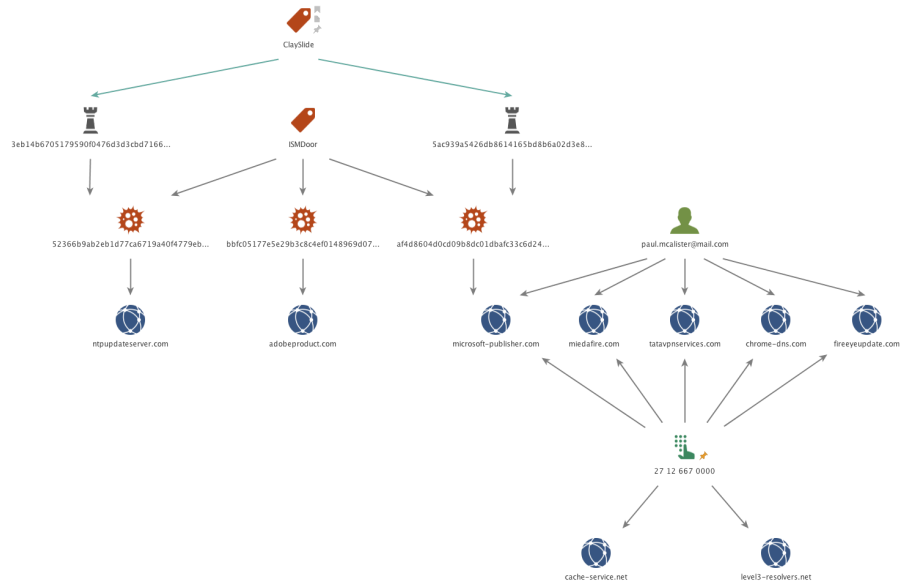 ClaySlide
3eb14b6705179590f0476d3d3cbd7166...
ISMDoor
5ac939a5426db8614165bd8b6a02d3e8...
52366b9ab2eb1d77ca6719a40f4779eb...
bbfc05177e5e29b3c8c4ef0148969d07...
af4d8604d0cd09b8dc01dbafc33c6d24...
paul.mcalister@mail.com
ntpupdateserver.com
adobeproduct.com
microsoft-publisher.com
miedafire.com
tatavpnservices.com
chrome-dns.com
fireeyeupdate.com
27 12 667 0000
cache-service.net
level3-resolvers.net